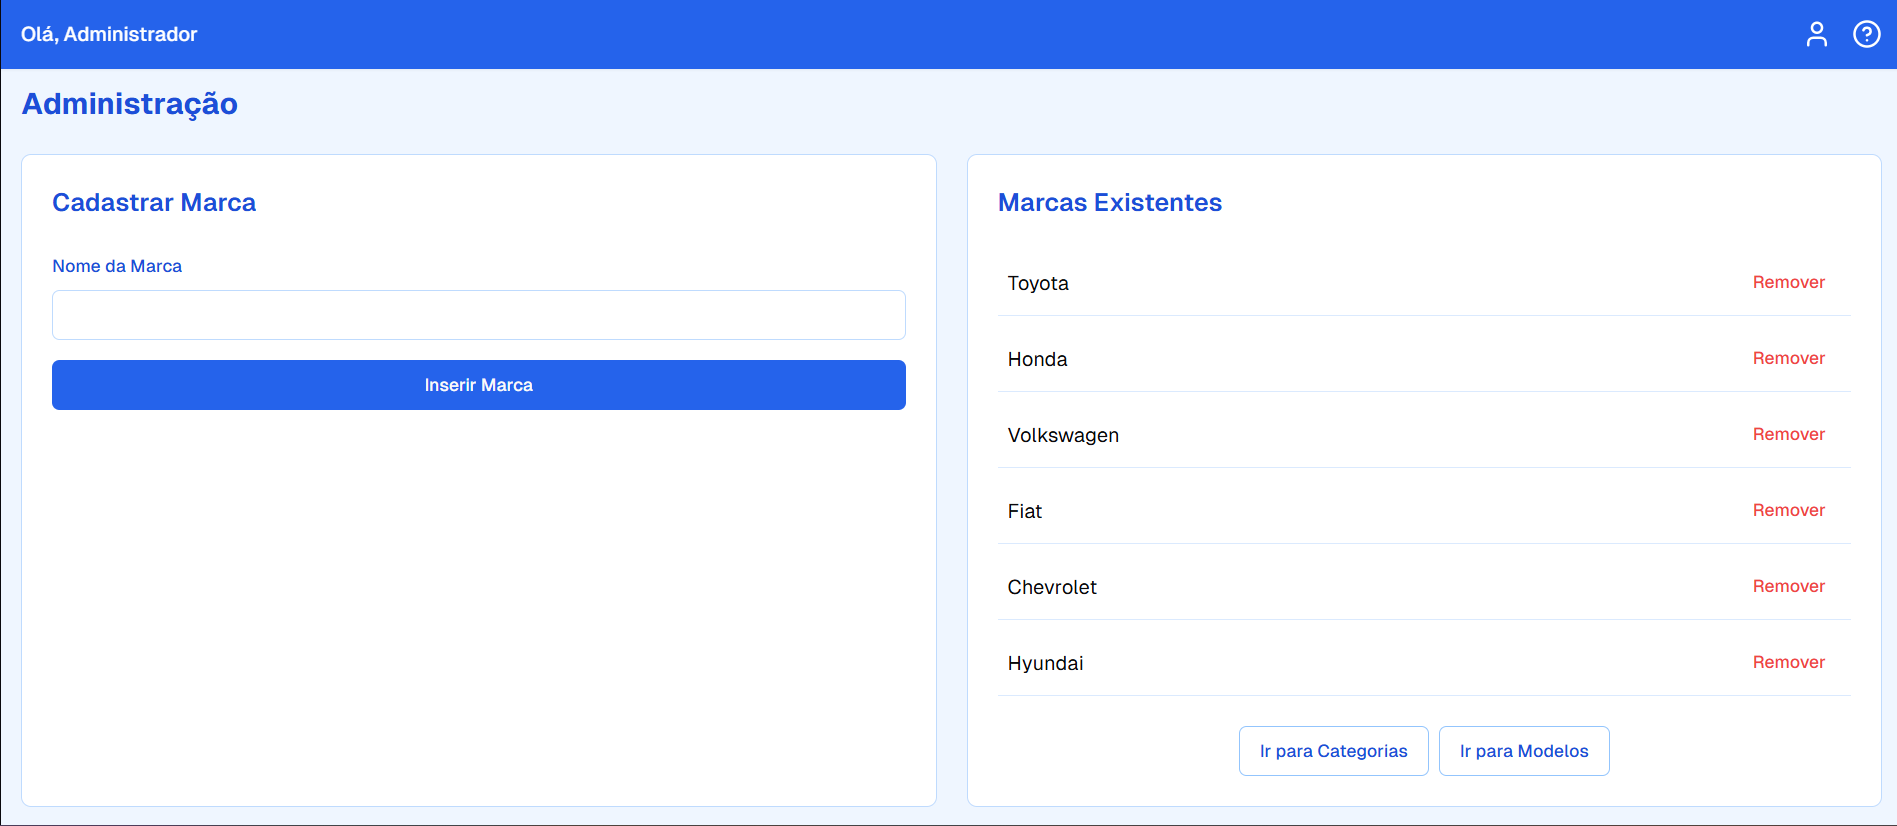 Olá, Administrador
Administração
Cadastrar Marca
Nome da Marca
Inserir Marca
Marcas Existentes
Toyota Remover
Honda Remover
Volkswagen Remover
Fiat Remover
Chevrolet Remover
Hyundai Remover
Ir para Categorias Ir para Modelos